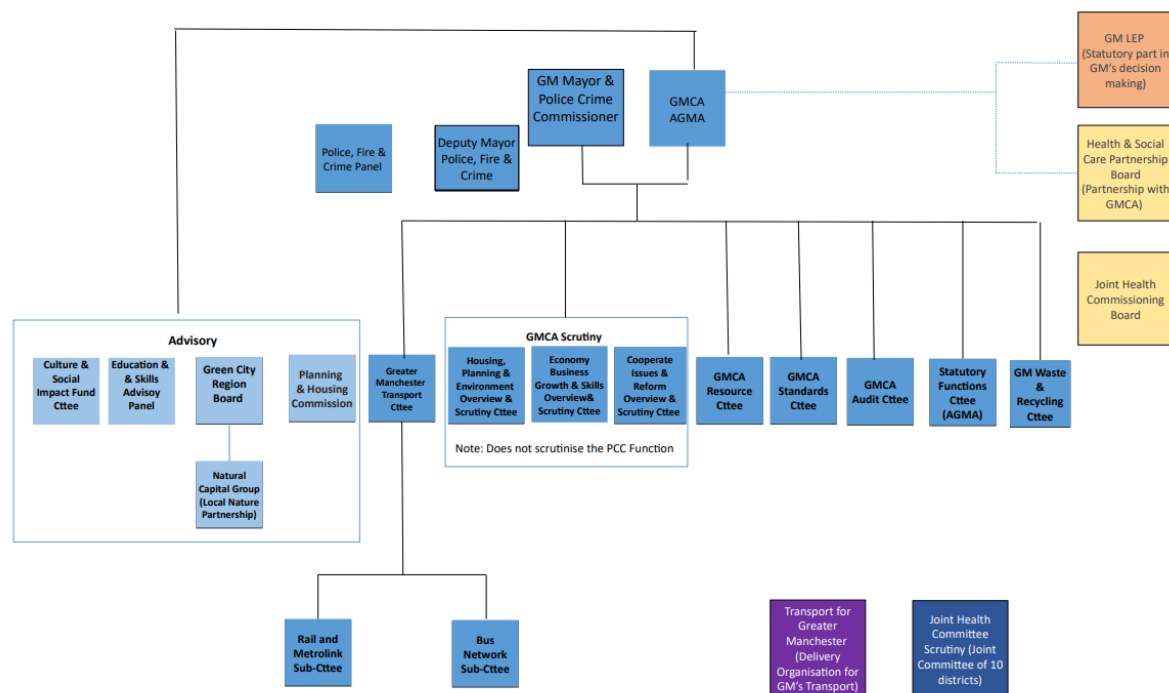 GM LEP
(Statutory part in
GM's decision
making)
GM Mayor &
Police Crime
Commissioner
GMCA
AGMA
Police, Fire &
Crime Panel
Deputy Mayor
Police, Fire &
Crime
Health & Social
Care Partnership
Board
(Partnership with
GMCA)
Joint Health
Commissioning
Board
Advisory
Culture &
Social
Impact Fund
Cttee
Education &
& Skills
Advisory
Panel
Green City
Region
Board
Planning
& Housing
Commission
Natural
Capital Group
(Local Nature
Partnership)
Greater
Manchester
Transport
Cttee
GMCA Scrutiny
Housing,
Planning &
Environment
Overview &
Scrutiny Cttee
Economy
Business
Growth & Skills
Overview&
Scrutiny Cttee
Cooperate
Issues &
Reform
Overview &
Scrutiny Cttee
Note: Does not scrutinise the PCC Function
GMCA
Resource
Cttee
GMCA
Standards
Cttee
GMCA
Audit Cttee
Statutory
Functions
Cttee
(AGMA)
GM Waste
&
Recycling
Cttee
Rail and
Metrolink
Sub-Cttee
Bus
Network
Sub-Cttee
Transport for
Greater
Manchester
(Delivery
Organisation for
GM's Transport)
Joint Health
Committee
Scrutiny (Joint
Committee of 10
districts)